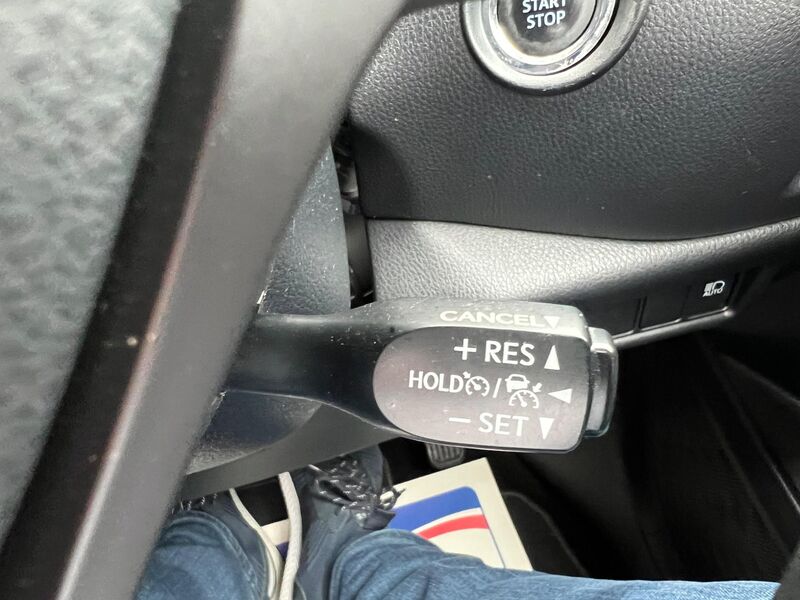 START
STOP
AUTO
CANCEL
+ RES
HOLD /
− SET